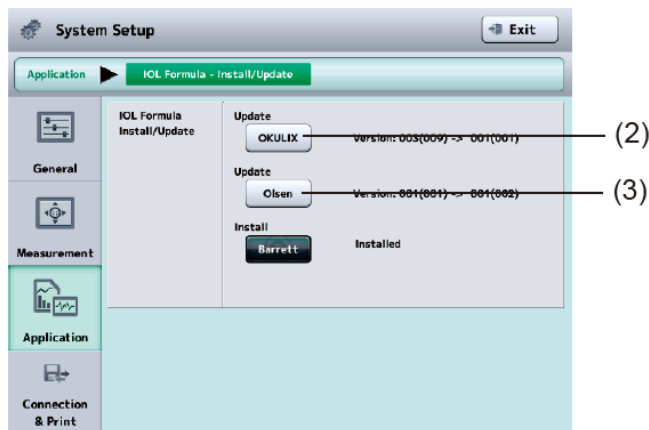 System Setup
Exit
Application
IOL Formula - Install/Update
General
Measurement
Application
Connection
& Print
IOL Formula
Install/Update
Update
OKULIX
Version: 003(009) -> 001(001)
(2)
Update
Olsen
Version: 001(001) -> 001(002)
(3)
Install
Barrett
Installed